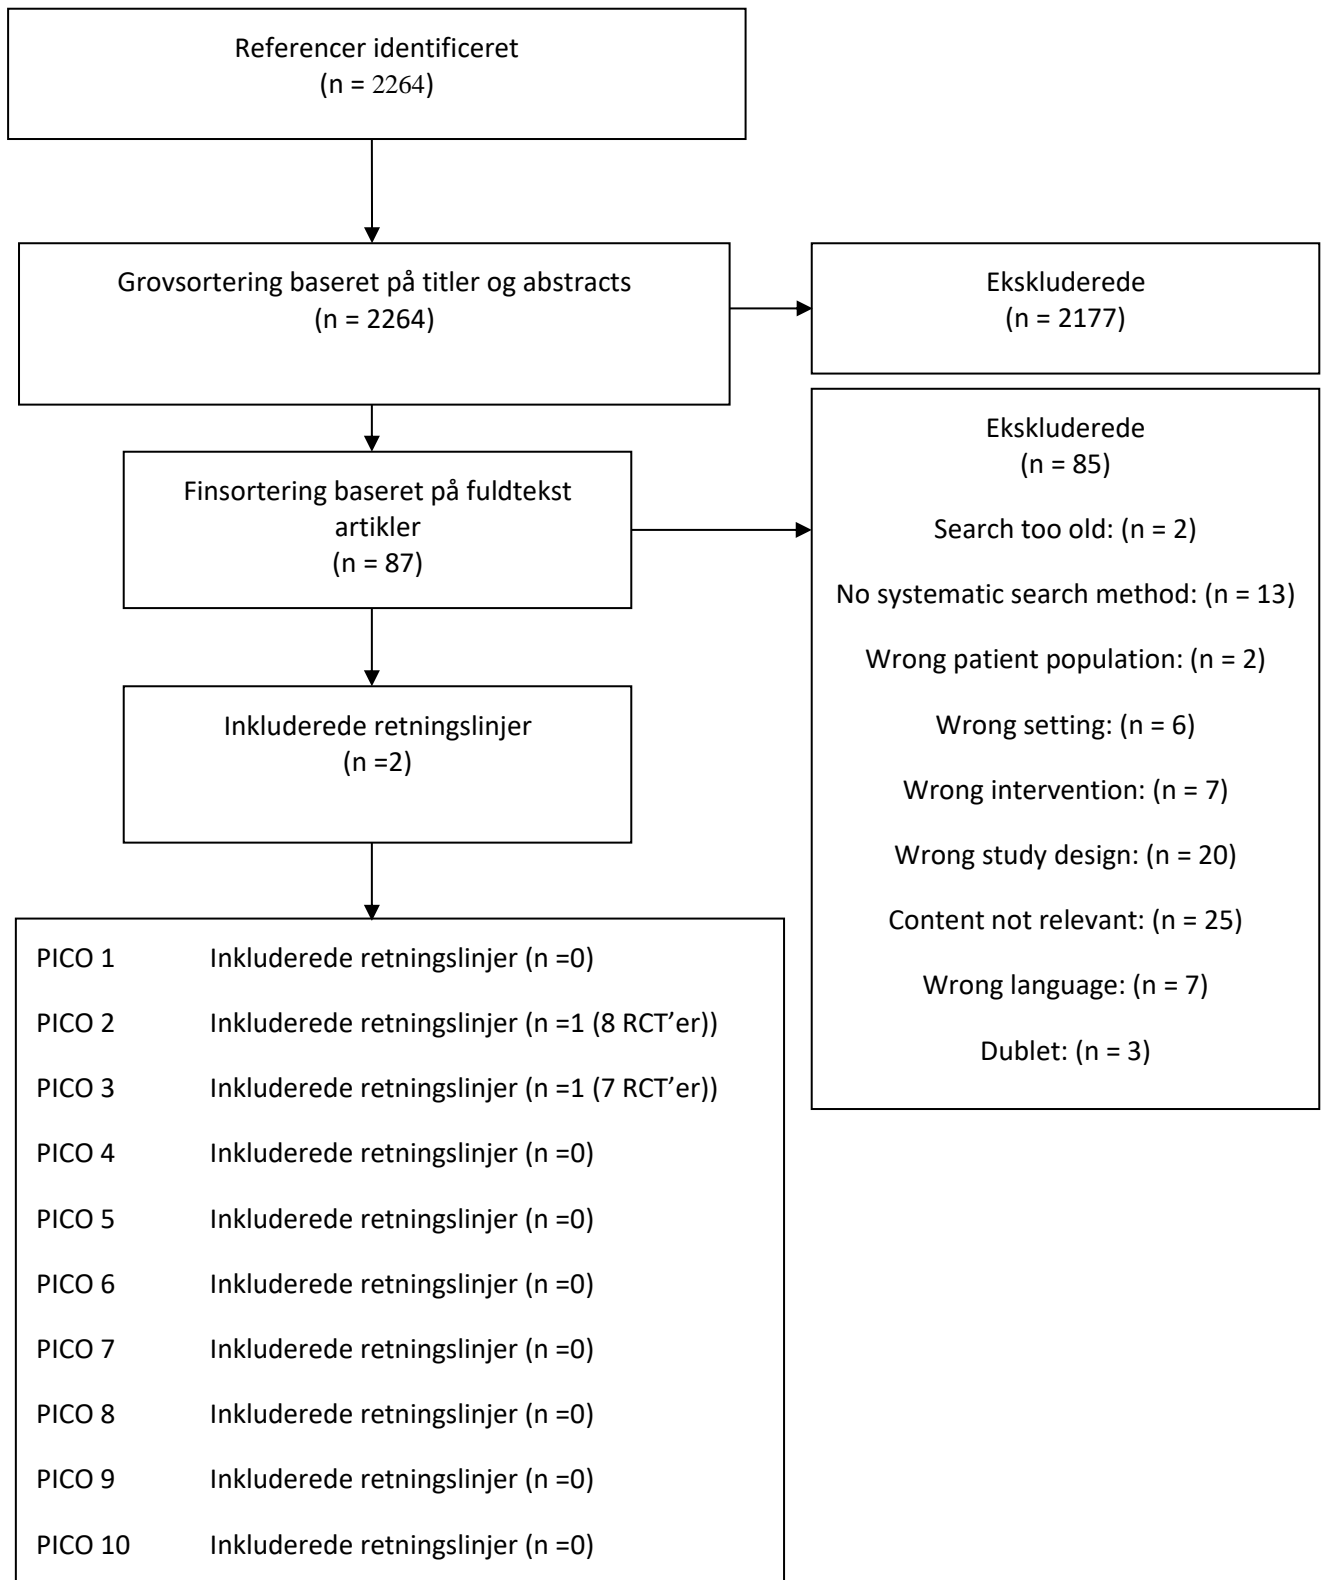 Referencer identificeret
(n = 2264)
Grovsortering baseret på titler og abstracts
(n = 2264)
Ekskluderede
(n = 2177)
Finsortering baseret på fuldtekst
artikler
(n = 87)
Ekskluderede
(n = 85)
Search too old: (n = 2)
No systematic search method: (n = 13)
Wrong patient population: (n = 2)
Wrong setting: (n = 6)
Wrong intervention: (n = 7)
Wrong study design: (n = 20)
Content not relevant: (n = 25)
Wrong language: (n = 7)
Dublet: (n = 3)
Inkluderede retningslinjer
(n =2)
PICO 1 Inkluderede retningslinjer (n =0)
PICO 2 Inkluderede retningslinjer (n =1 (8 RCT’er))
PICO 3 Inkluderede retningslinjer (n =1 (7 RCT’er))
PICO 4 Inkluderede retningslinjer (n =0)
PICO 5 Inkluderede retningslinjer (n =0)
PICO 6 Inkluderede retningslinjer (n =0)
PICO 7 Inkluderede retningslinjer (n =0)
PICO 8 Inkluderede retningslinjer (n =0)
PICO 9 Inkluderede retningslinjer (n =0)
PICO 10 Inkluderede retningslinjer (n =0)